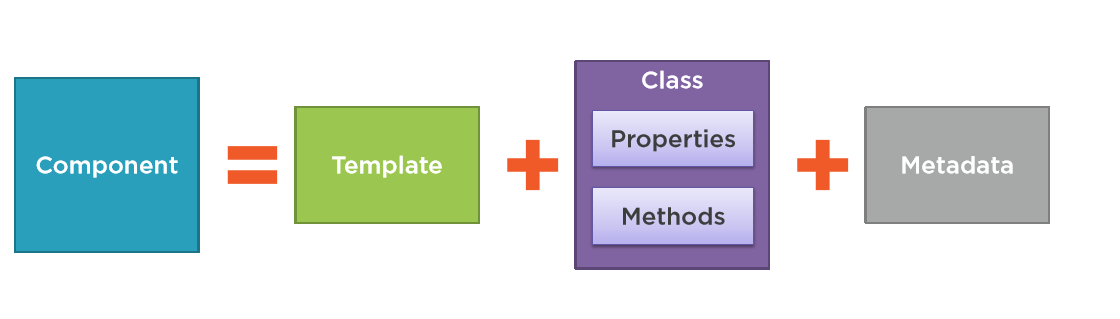 Component
=
Template
+
Class
Properties
Methods
+
Metadata